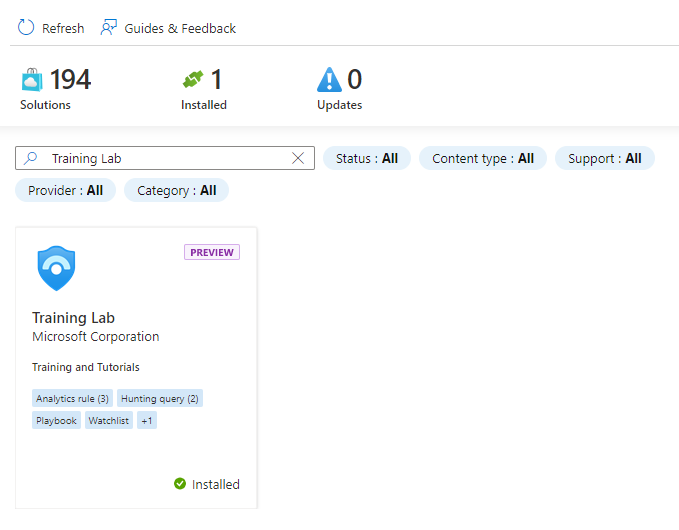 Refresh Guides & Feedback
194 1 0
Solutions Installed Updates
Training Lab Status : All Content type : All Support : All
Provider : All Category : All
PREVIEW
Training Lab
Microsoft Corporation
Training and Tutorials
Analytics rule (3) Hunting query (2)
Playbook Watchlist +1
Installed